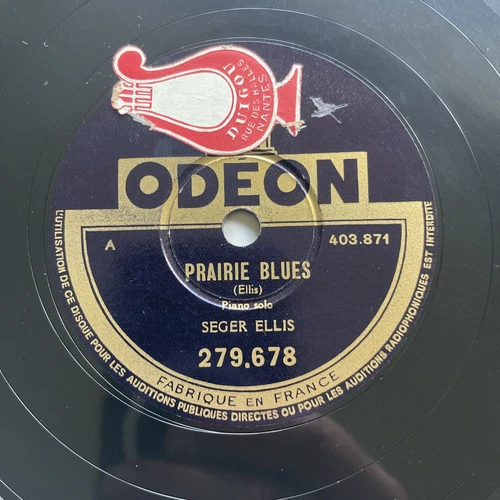 DUIGOU
RUE DES HALLES
NANTES
ODEON
A
403.871
PRAIRIE BLUES
(Ellis)
Piano solo
SEGER ELLIS
279,678
FABRIQUE EN FRANCE
L'UTILISATION DE CE DISQUE POUR LES AUDITIONS PUBLIQUES DIRECTES OU POUR LES AUDITIONS RADIOPHONIQUES EST INTERDITE